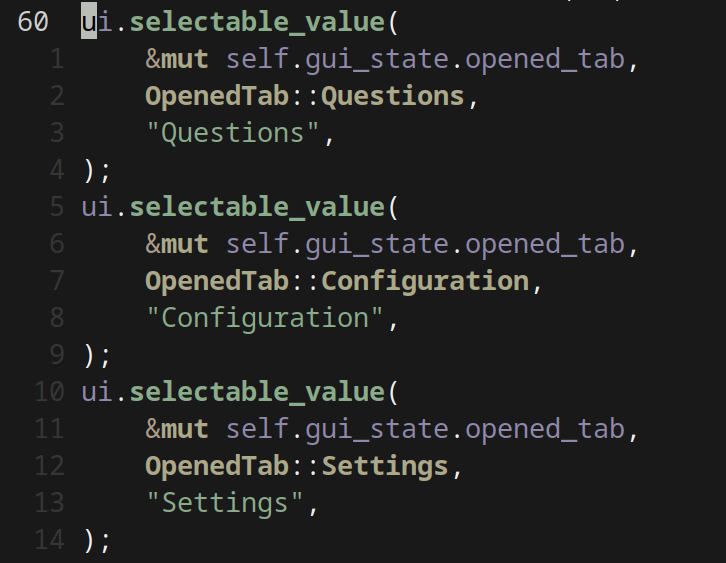 60 ui.selectable_value(
1 &mut self.gui_state.opened_tab,
2 OpenedTab::Questions,
3 "Questions",
4 );
5 ui.selectable_value(
6 &mut self.gui_state.opened_tab,
7 OpenedTab::Configuration,
8 "Configuration",
9 );
10 ui.selectable_value(
11 &mut self.gui_state.opened_tab,
12 OpenedTab::Settings,
13 "Settings",
14 );